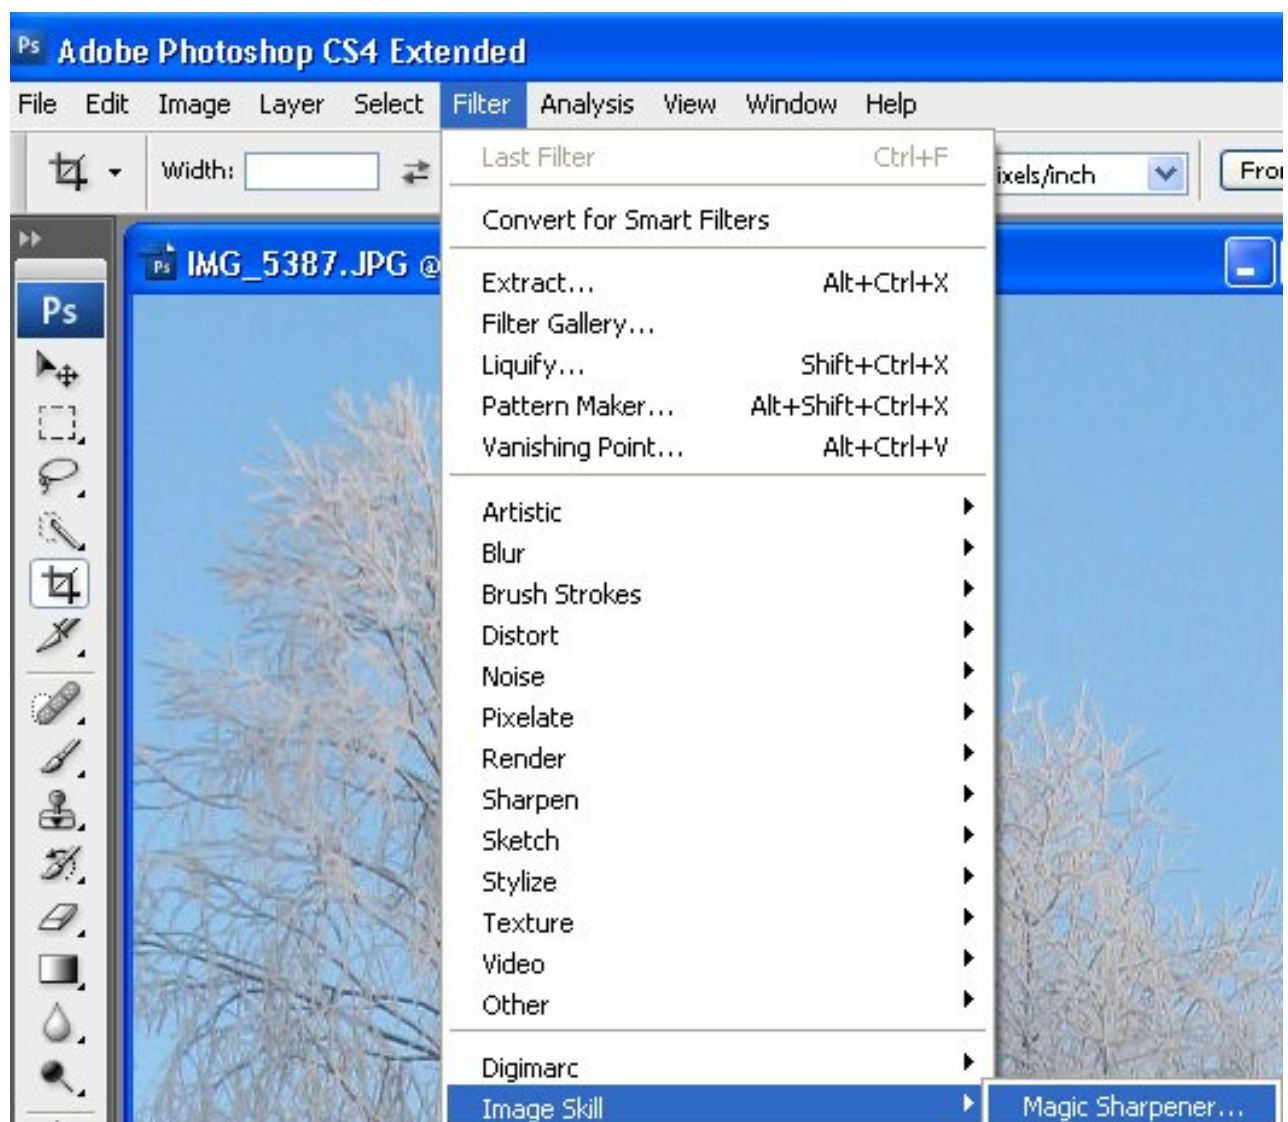 Ps Adobe Photoshop CS4 Extended
File Edit Image Layer Select Filter Analysis View Window Help
Width:
Last Filter Ctrl+F
ixels/inch
Fro
Convert for Smart Filters
Ps IMG_5387.JPG @
Extract... Alt+Ctrl+X
Ps
Filter Gallery...
Liquify... Shift+Ctrl+X
Pattern Maker... Alt+Shift+Ctrl+X
Vanishing Point... Alt+Ctrl+V
Artistic
Blur
Brush Strokes
Distort
Noise
Pixelate
Render
Sharpen
Sketch
Stylize
Texture
Video
Other
Digimarc
Image Skill
Magic Sharpener...